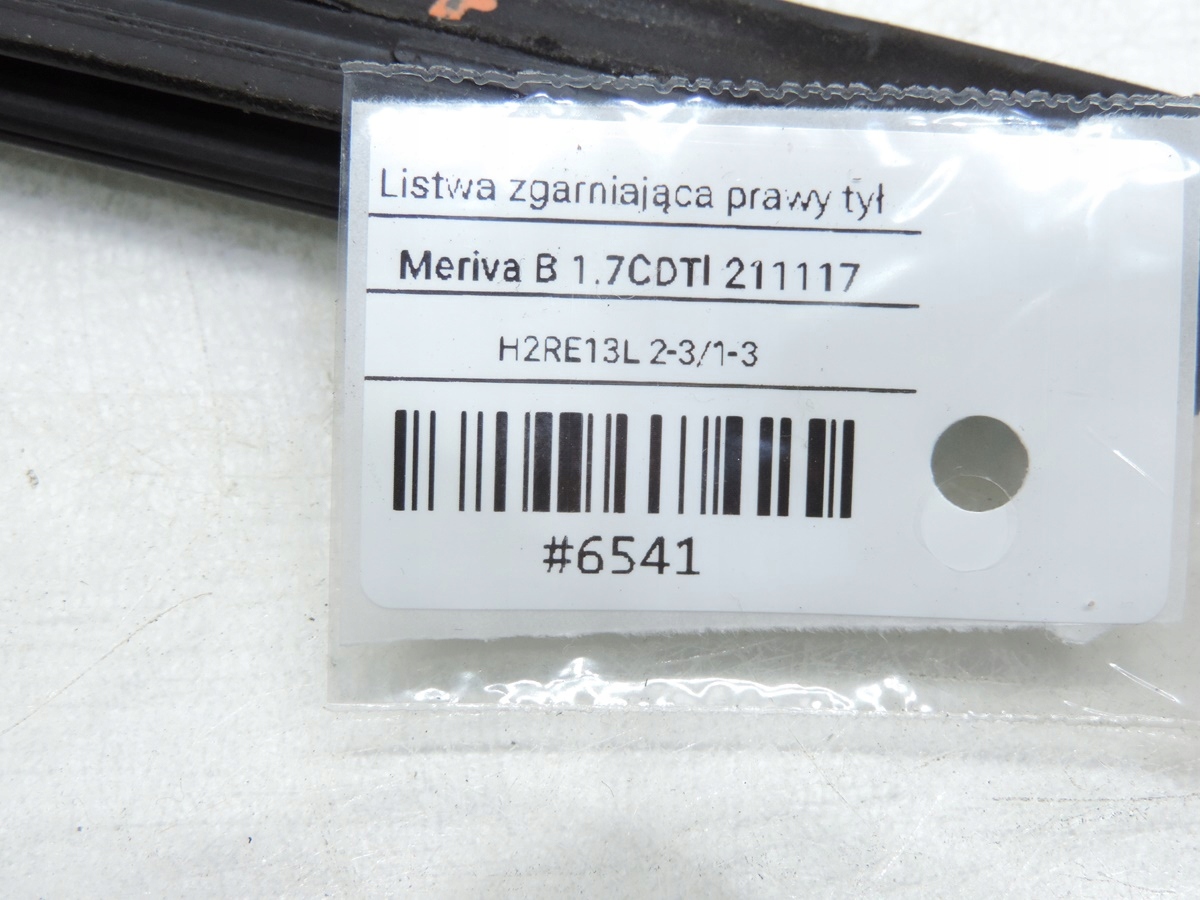 Listwa zgarniająca prawy tył
Meriva B 1.7CDTI 211117
H2RE13L 2-3/1-3
#6541